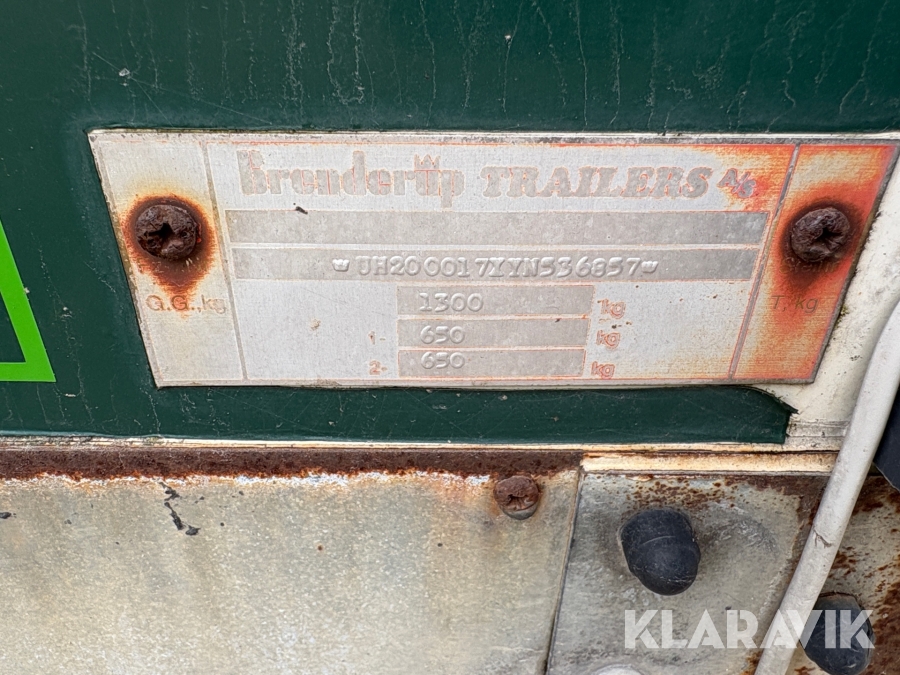 Brenderup TRAILERS A/S
UH200017XYN536857
G.G., kg 1300 kg T., kg
1- 650 kg
2- 650 kg
KLARAVIK